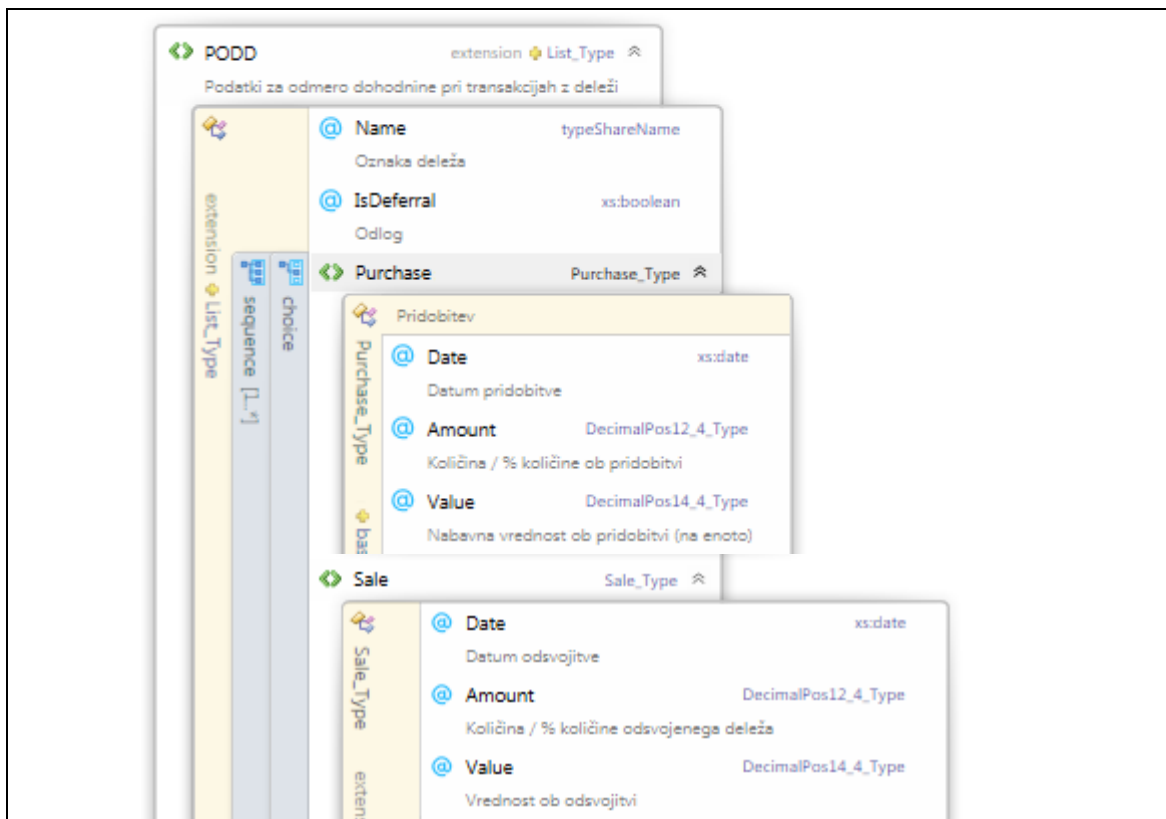 PODD extension List_Type
Podatki za odmero dohodnine pri transakcijah z deleži
extension List_Type
sequence [1..*]
choice
@ Name typeShareName
Oznaka deleža
@ IsDeferral xs:boolean
Odlog
Purchase Purchase_Type
Pridobitev
Purchase_Type
bas
@ Date xs:date
Datum pridobitve
@ Amount DecimalPos12_4_Type
Količina / % količine ob pridobitvi
@ Value DecimalPos14_4_Type
Nabavna vrednost ob pridobitvi (na enoto)
Sale Sale_Type
Sale_Type
extens
@ Date xs:date
Datum odsvojitve
@ Amount DecimalPos12_4_Type
Količina / % količine odsvojenega deleža
@ Value DecimalPos14_4_Type
Vrednost ob odsvojitvi